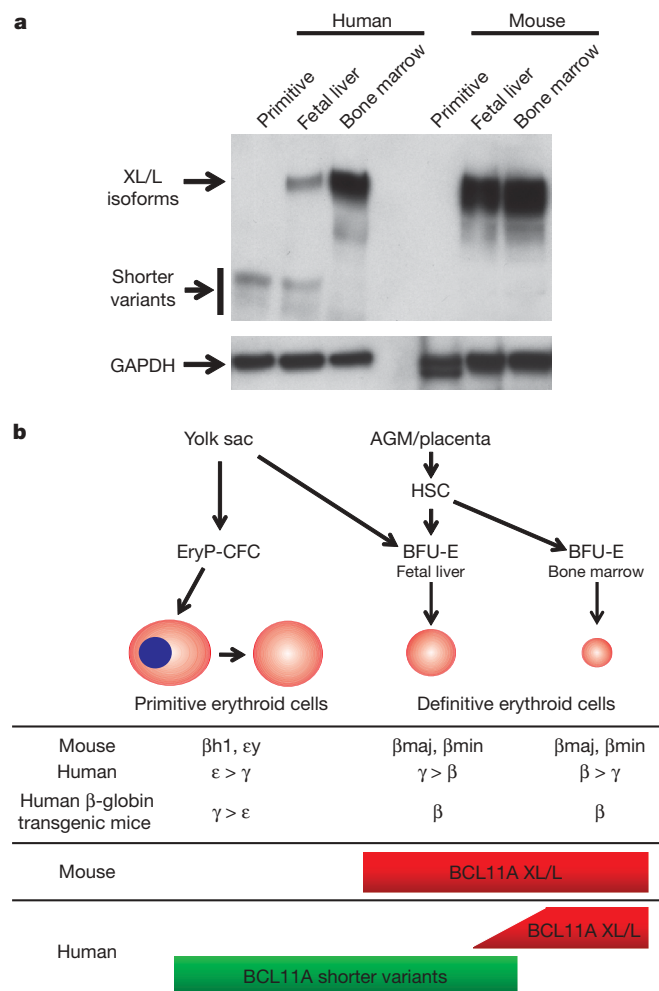 a
Human
Mouse
Primitive
Fetal liver
Bone marrow
Primitive
Fetal liver
Bone marrow
XL/L
isoforms
Shorter
variants
GAPDH
b
Yolk sac
AGM/placenta
HSC
EryP-CFC
BFU-E
Fetal liver
BFU-E
Bone marrow
Primitive erythroid cells
Definitive erythroid cells
Mouse
βh1, εy
βmaj, βmin
βmaj, βmin
Human
ε > γ
γ > β
β > γ
Human β-globin
transgenic mice
γ > ε
β
β
Mouse
BCL11A XL/L
Human
BCL11A XL/L
BCL11A shorter variants